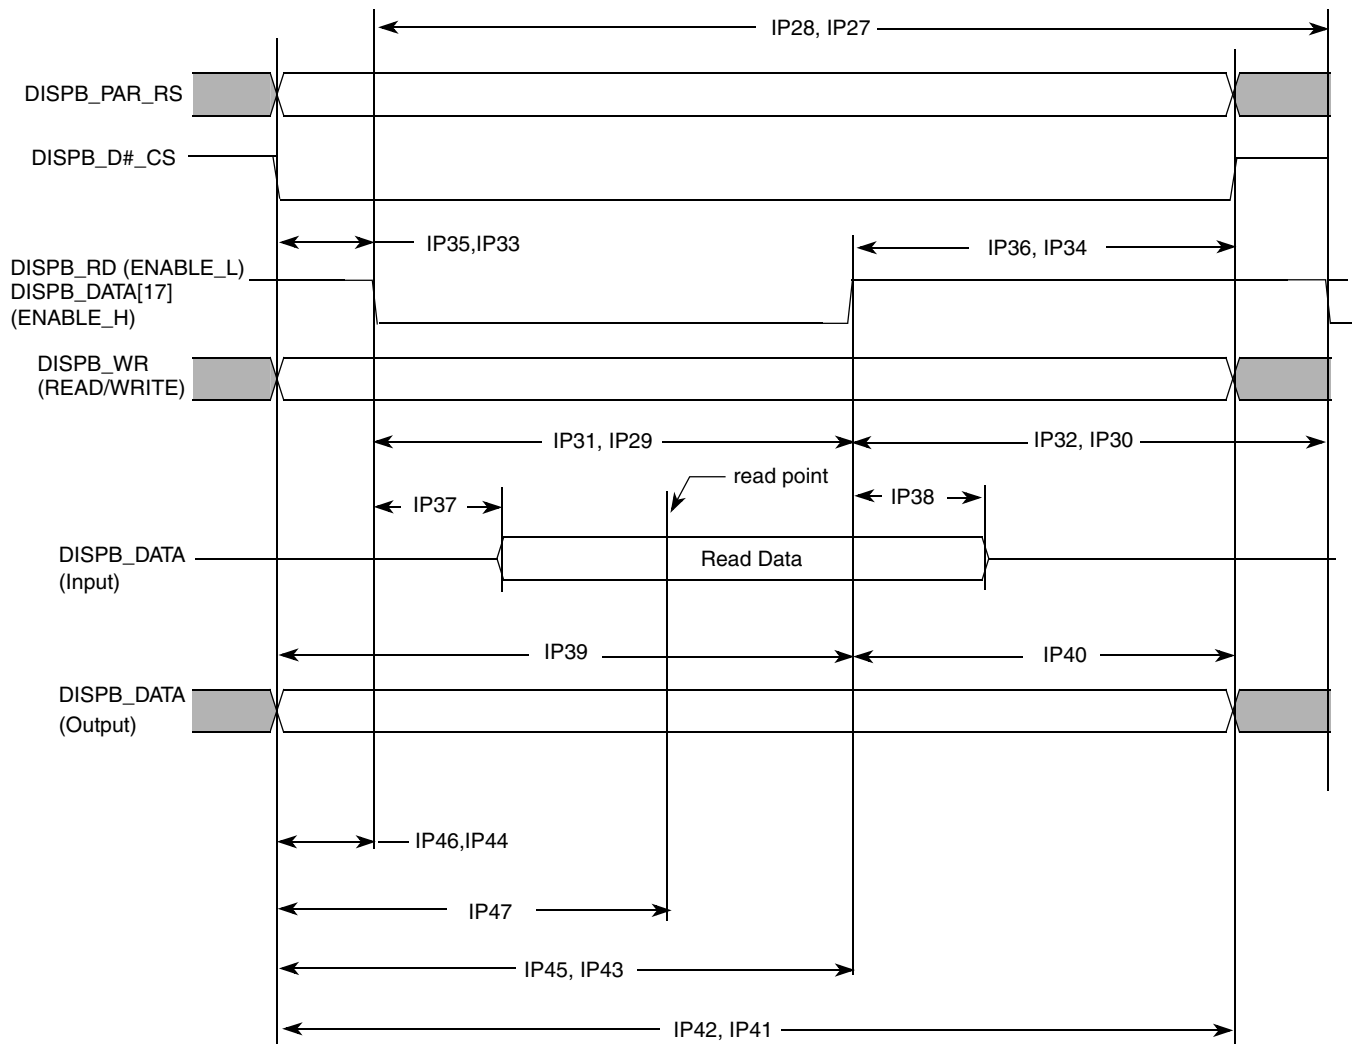 IP28, IP27
DISPB_PAR_RS
DISPB_D#_CS
IP35,IP33
IP36, IP34
DISPB_RD (ENABLE_L)
DISPB_DATA[17]
(ENABLE_H)
DISPB_WR
(READ/WRITE)
IP31, IP29
IP32, IP30
read point
IP37
IP38
DISPB_DATA
(Input)
Read Data
IP39
IP40
DISPB_DATA
(Output)
IP46,IP44
IP47
IP45, IP43
IP42, IP41